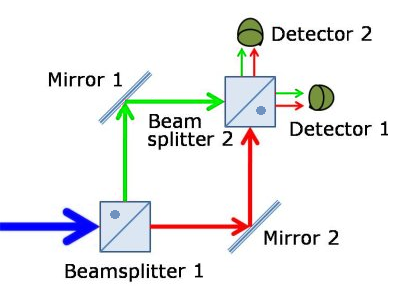 Detector 2
Mirror 1
Beam
splitter 2
Detector 1
Mirror 2
Beamsplitter 1